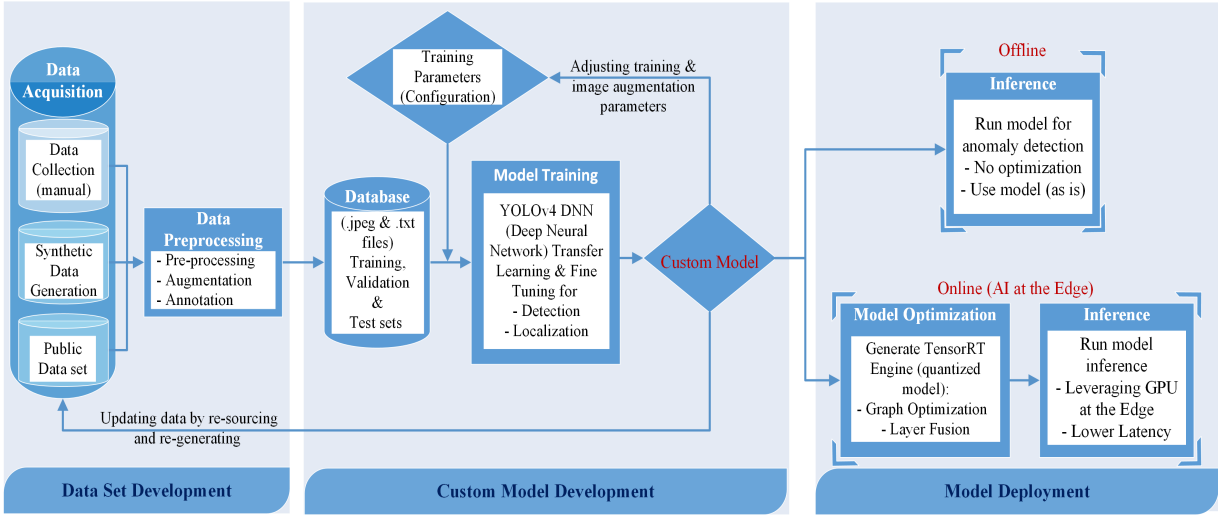 Data
Acquisition
Data
Collection
(manual)
Synthetic
Data
Generation
Public
Data set
Data
Preprocessing
- Pre-processing
- Augmentation
- Annotation
Updating data by re-sourcing
and re-generating
Data Set Development
Training
Parameters
(Configuration)
Adjusting training &
image augmentation
parameters
Database
(.jpeg & .txt
files)
Training,
Validation
&
Test sets
Model Training
YOLOv4 DNN
(Deep Neural
Network) Transfer
Learning & Fine
Tuning for
- Detection
- Localization
Custom Model
Custom Model Development
Offline
Inference
Run model for
anomaly detection
- No optimization
- Use model (as is)
Online (AI at the Edge)
Model Optimization
Generate TensorRT
Engine (quantized
model):
- Graph Optimization
- Layer Fusion
Inference
Run model
inference
- Leveraging GPU
at the Edge
- Lower Latency
Model Deployment